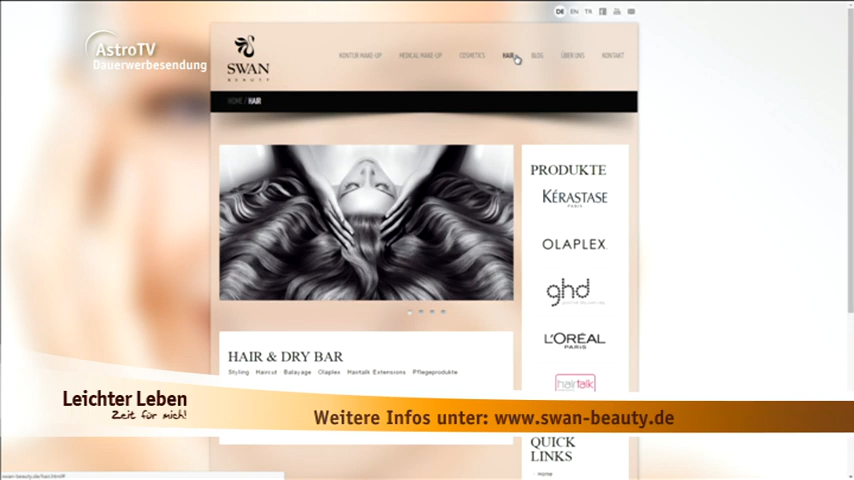 DE EN TR
AstroTV
Dauerwerbesendung
SWAN
BEAUTY
KONTUR MAKE-UP MEDICAL MAKE-UP COSMETICS HAIR BLOG ÜBER UNS KONTAKT
HOME / HAIR
PRODUKTE
KÉRASTASE
PARIS
OLAPLEX
ghd
L'ORÉAL
PARIS
hairtalk
HAIR & DRY BAR
Styling Haircut Balayage Olaplex Hairtalk Extensions Pflegeprodukte
Leichter Leben
Zeit für mich!
Weitere Infos unter: www.swan-beauty.de
QUICK
LINKS
Home